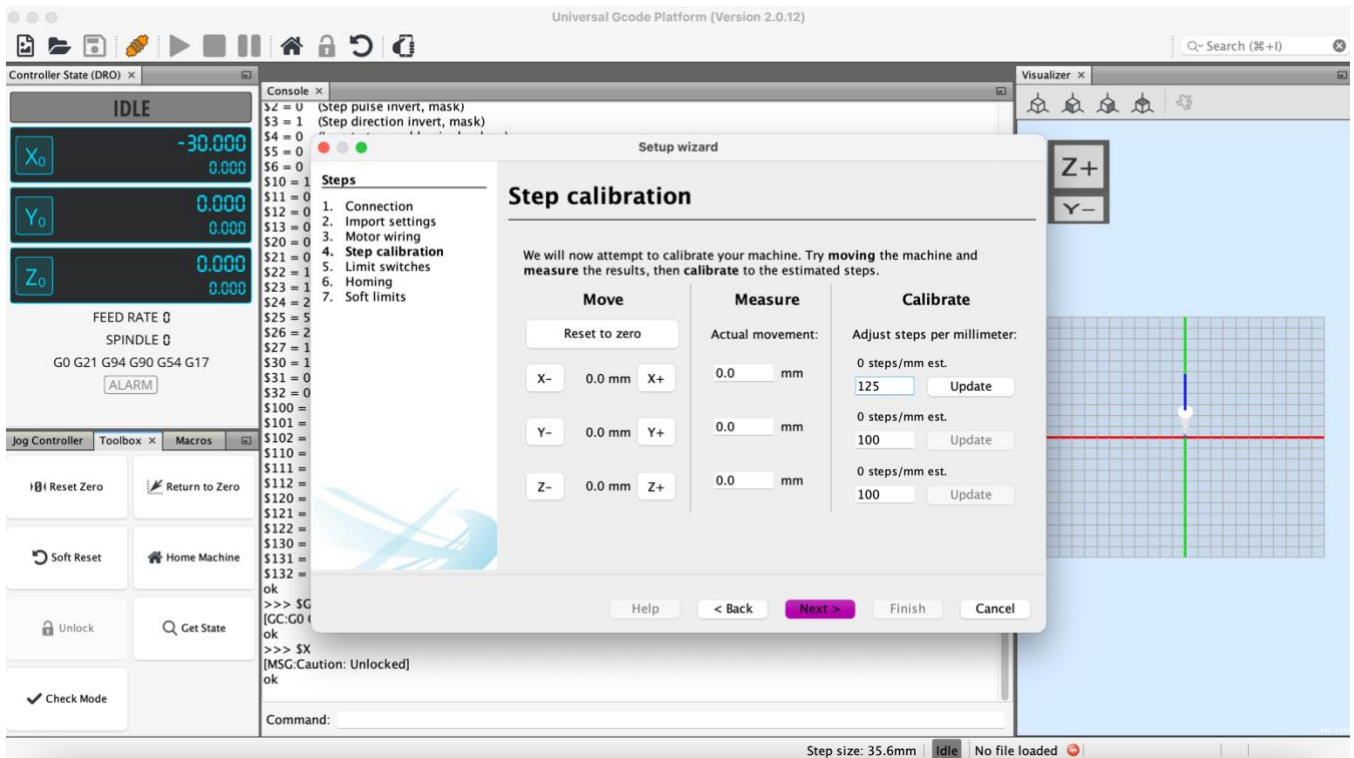 Universal Gcode Platform (Version 2.0.12)
Search (⌘+I)
Controller State (DRO)
IDLE
X0
-30.000
0.000
Y0
0.000
0.000
Z0
0.000
0.000
FEED RATE 0
SPINDLE 0
G0 G21 G94 G90 G54 G17
ALARM
Jog Controller Toolbox Macros
Reset Zero
Return to Zero
Soft Reset
Home Machine
Unlock
Get State
Check Mode
Console
$2 = 0 (Step pulse invert, mask)
$3 = 1 (Step direction invert, mask)
$4 = 0
$5 = 0
$6 = 0
$10 = 1
$11 = 0
$12 = 0
$13 = 0
$20 = 0
$21 = 0
$22 = 1
$23 = 1
$24 = 2
$25 = 5
$26 = 2
$27 = 1
$30 = 1
$31 = 0
$32 = 0
$100 =
$101 =
$102 =
$110 =
$111 =
$112 =
$120 =
$121 =
$122 =
$130 =
$131 =
$132 =
ok
>>> $G
[GC:G0
ok
>>> $X
[MSG:Caution: Unlocked]
ok
Command:
Setup wizard
Steps
1. Connection
2. Import settings
3. Motor wiring
4. Step calibration
5. Limit switches
6. Homing
7. Soft limits
Step calibration
We will now attempt to calibrate your machine. Try moving the machine and
measure the results, then calibrate to the estimated steps.
Move
Reset to zero
X- 0.0 mm X+
Y- 0.0 mm Y+
Z- 0.0 mm Z+
Measure
Actual movement:
0.0 mm
0.0 mm
0.0 mm
Calibrate
Adjust steps per millimeter:
0 steps/mm est.
125 Update
0 steps/mm est.
100 Update
0 steps/mm est.
100 Update
Help < Back Next > Finish Cancel
Visualizer
Z+
Y-
Step size: 35.6mm Idle No file loaded